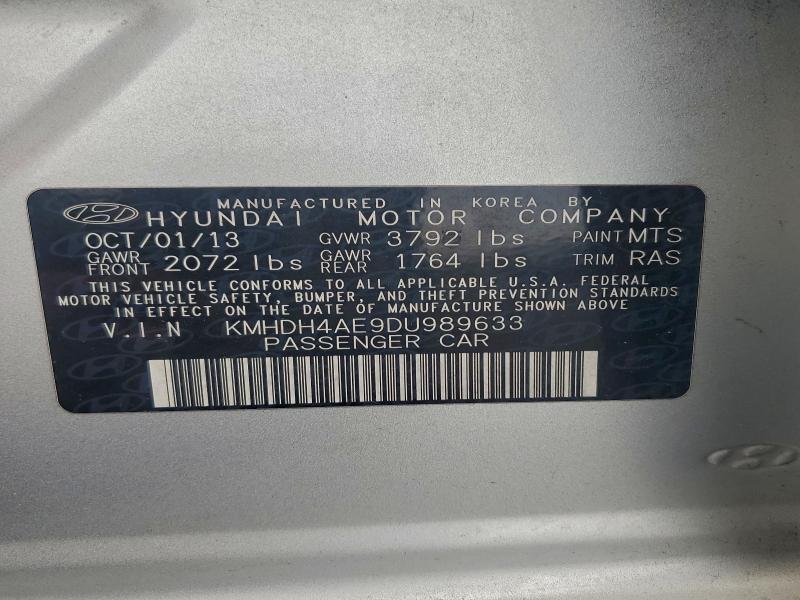 MANUFACTURED IN KOREA BY
HYUNDAI MOTOR COMPANY
OCT/01/13 GVWR 3792 lbs PAINT MTS
GAWR FRONT 2072 lbs GAWR REAR 1764 lbs TRIM RAS
THIS VEHICLE CONFORMS TO ALL APPLICABLE U.S.A. FEDERAL
MOTOR VEHICLE SAFETY, BUMPER, AND THEFT PREVENTION STANDARDS
IN EFFECT ON THE DATE OF MANUFACTURE SHOWN ABOVE
V.I.N KMHDH4AE9DU989633
PASSENGER CAR